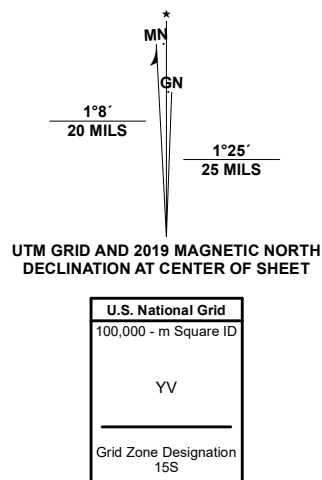 MN
GN
1°8´
20 MILS
1°25´
25 MILS
UTM GRID AND 2019 MAGNETIC NORTH
DECLINATION AT CENTER OF SHEET
U.S. National Grid
100,000 - m Square ID
YV
Grid Zone Designation
15S